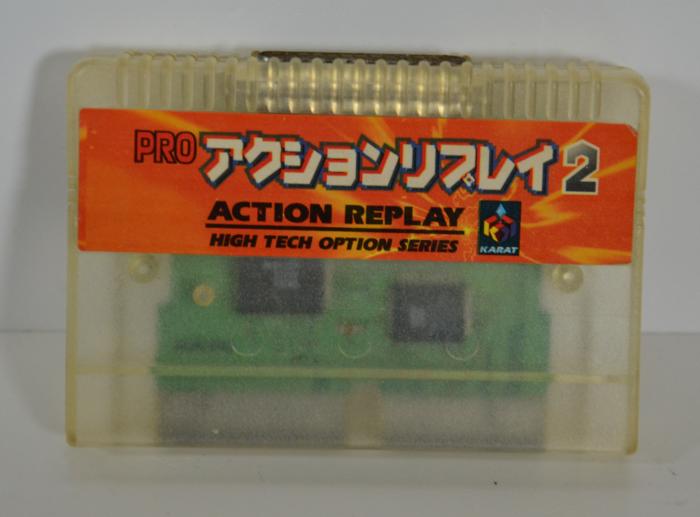 PRO アクションリプレイ2
ACTION REPLAY
HIGH TECH OPTION SERIES
KARAT